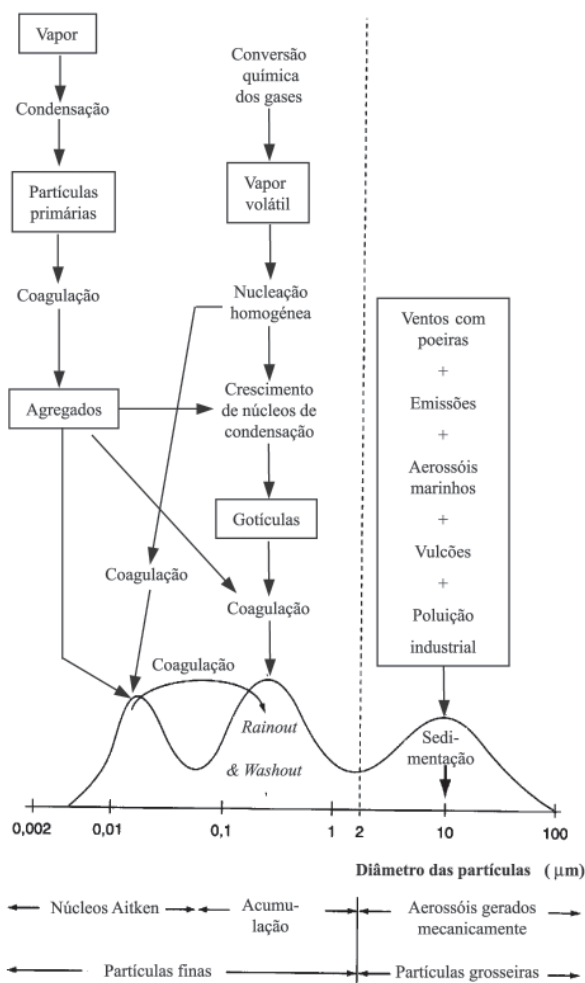 Vapor
Condensação
Partículas
primárias
Coagulação
Agregados
Conversão
química
dos gases
Vapor
volátil
Nucleação
homogénea
Crescimento
de núcleos de
condensação
Gotículas
Coagulação
Coagulação
Coagulação
Rainout
& Washout
Ventos com
poeiras
+
Emissões
+
Aerossóis
marinhos
+
Vulcões
+
Poluição
industrial
Sedi-
mentação
0,002 0,01 0,1 1 2 10 100
Diâmetro das partículas (μm)
Núcleos Aitken Acumu-
lação Aerossóis gerados
mecanicamente
Partículas finas Partículas grosseiras